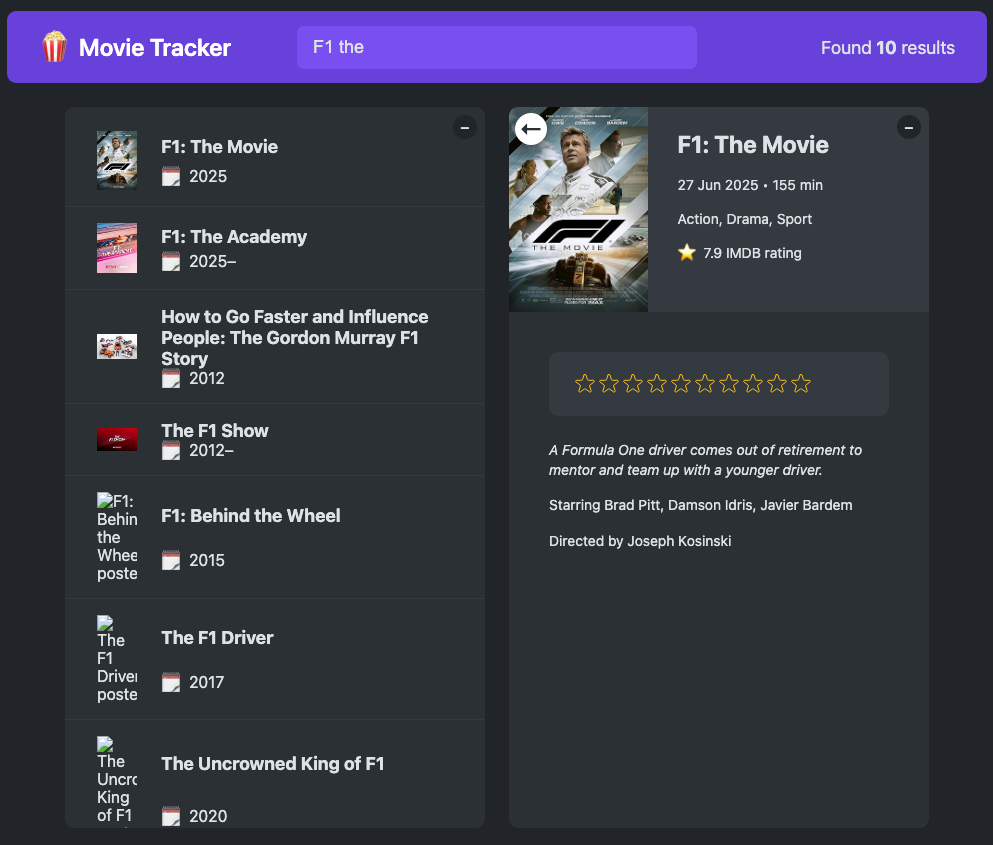 Movie Tracker
F1 the
Found 10 results
F1: The Movie
2025
F1: The Academy
2025–
How to Go Faster and Influence
People: The Gordon Murray F1
Story
2012
The F1 Show
2012–
F1:
Behin
the
Whee
poste
F1: Behind the Wheel
2015
The
F1
Driver
poste
The F1 Driver
2017
The
Uncro
King
of F1
The Uncrowned King of F1
2020
F1
THE MOVIE
F1: The Movie
27 Jun 2025 • 155 min
Action, Drama, Sport
7.9 IMDB rating
A Formula One driver comes out of retirement to
mentor and team up with a younger driver.
Starring Brad Pitt, Damson Idris, Javier Bardem
Directed by Joseph Kosinski